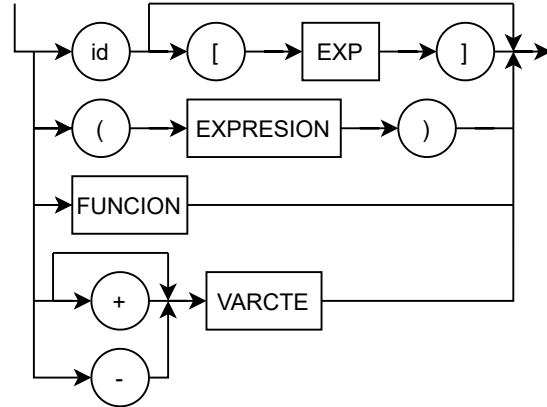 id [ EXP ]
( EXPRESION )
FUNCION
+ VARCTE
-